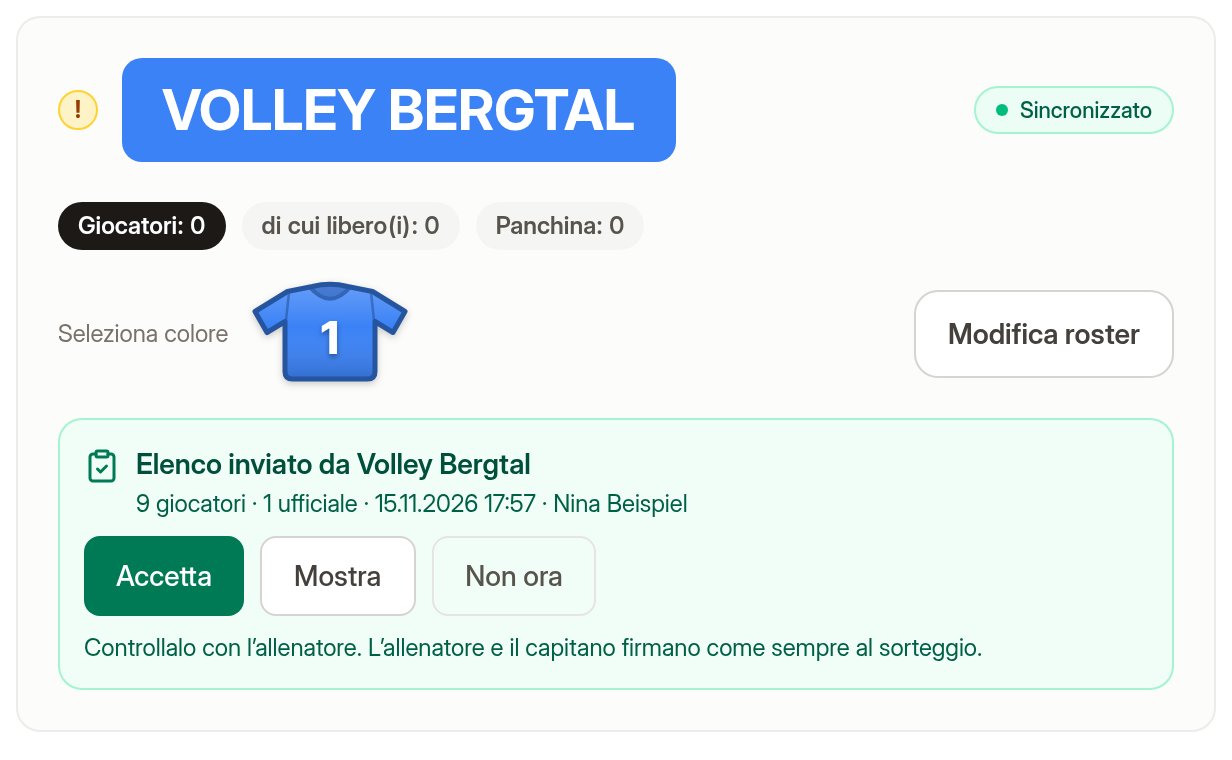 !
VOLLEY BERGTAL
Sincronizzato
Giocatori: 0
di cui libero(i): 0
Panchina: 0
Seleziona colore
1
Modifica roster
Elenco inviato da Volley Bergtal
9 giocatori · 1 ufficiale · 15.11.2026 17:57 · Nina Beispiel
Accetta
Mostra
Non ora
Controllalo con l’allenatore. L’allenatore e il capitano firmano come sempre al sorteggio.